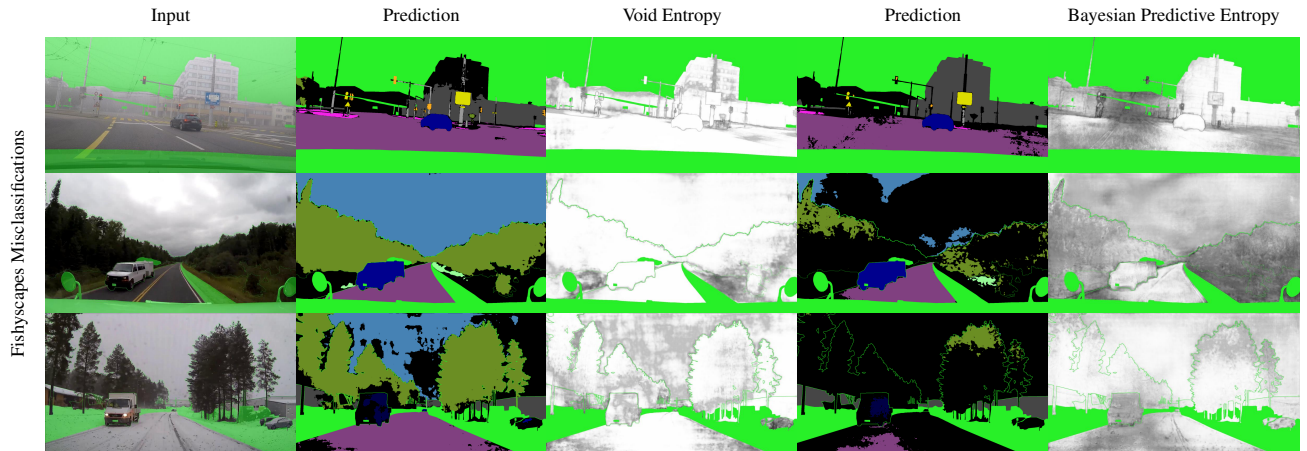 Input Prediction Void Entropy Prediction Bayesian Predictive Entropy
Fishyscapes Misclassifications